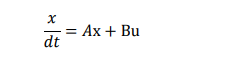 x/dt = Ax + Bu